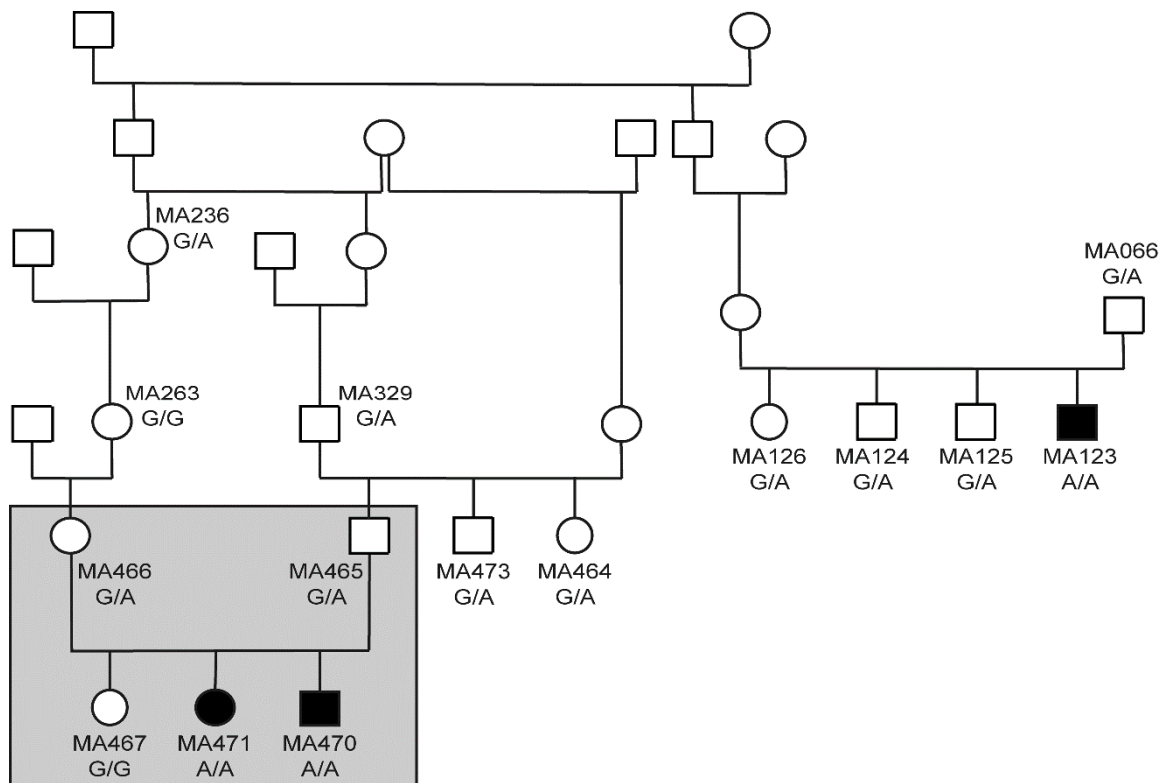 MA236
G/A
MA066
G/A
MA263
G/G
MA329
G/A
MA126
G/A
MA124
G/A
MA125
G/A
MA123
A/A
MA466
G/A
MA465
G/A
MA473
G/A
MA464
G/A
MA467
G/G
MA471
A/A
MA470
A/A